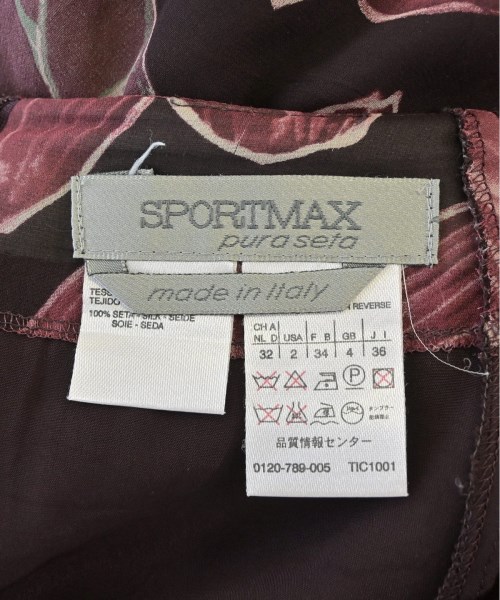 SPORTMAX
pura seta
made in Italy
TESS
TEJIDO
100% SETA - SILK - SEIDE
SOIE - SEDA
REVERSE
CH A
NL D USA F B GB J I
32 2 34 4 36
P
タンブラー
乾燥禁止
品質情報センター
0120-789-005 TIC1001